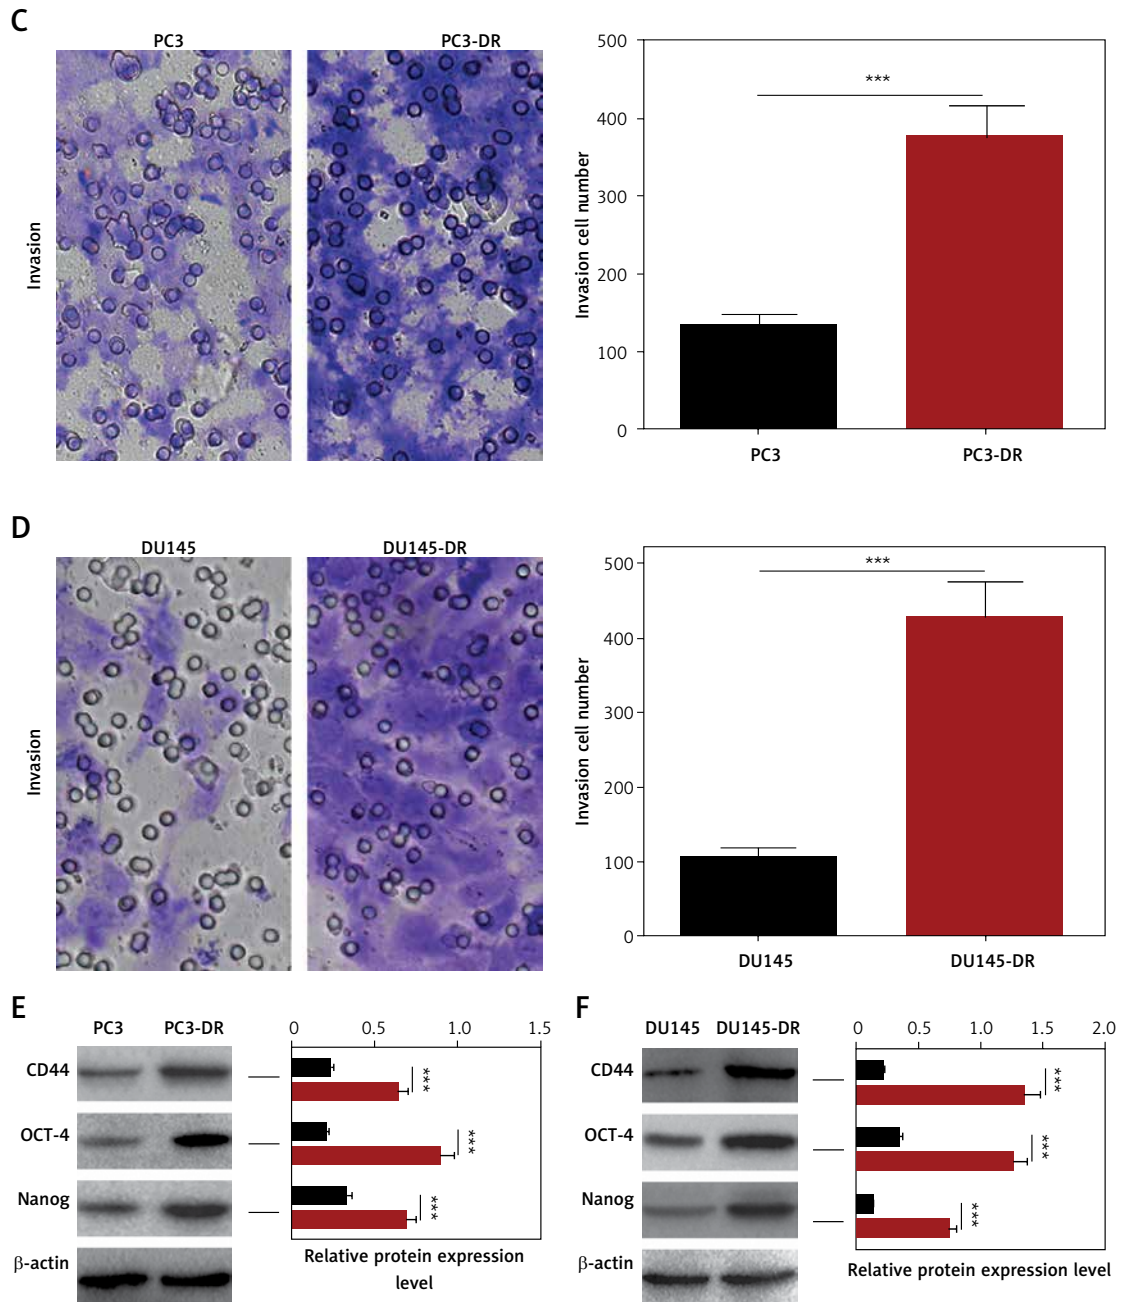 C
PC3
PC3-DR
Invasion
Invasion cell number
500
400
300
200
100
0
***
PC3
PC3-DR
D
DU145
DU145-DR
Invasion
Invasion cell number
500
400
300
200
100
0
***
DU145
DU145-DR
E
PC3
PC3-DR
CD44
OCT-4
Nanog
β-actin
0 0.5 1.0 1.5
***
***
***
Relative protein expression
level
F
DU145
DU145-DR
CD44
OCT-4
Nanog
β-actin
0 0.5 1.0 1.5 2.0
***
***
***
Relative protein expression level